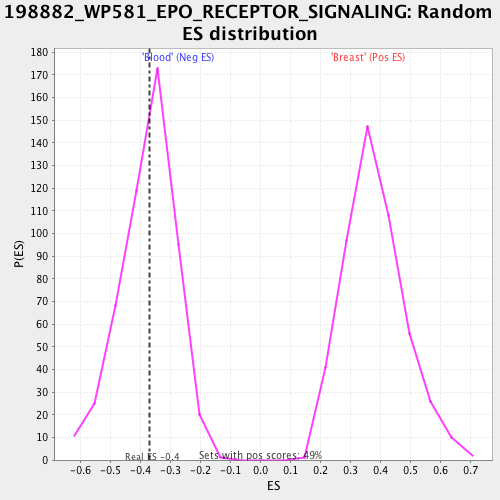 198882_WP581_EPO_RECEPTOR_SIGNALING: Random
ES distribution
'Blood' (Neg ES)
'Breast' (Pos ES)
180
170
160
150
140
130
120
110
100
90
80
70
60
50
40
30
20
10
0
P(ES)
Real ES -0.4
Sets with pos scores: 49%
-0.6 -0.5 -0.4 -0.3 -0.2 -0.1 0.0 0.1 0.2 0.3 0.4 0.5 0.6 0.7
ES